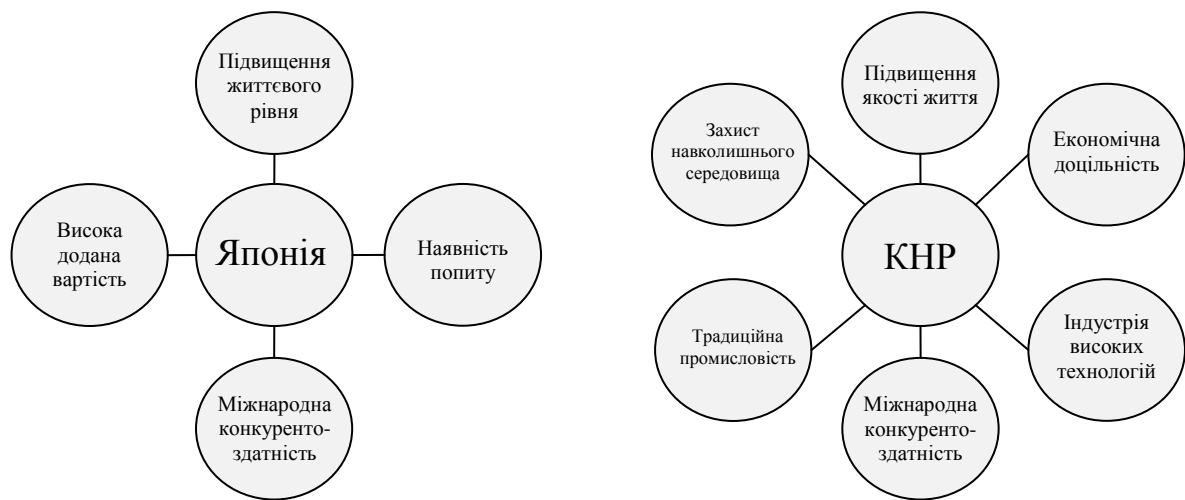 Підвищення
життєвого
рівня
Висока
додана
вартість
Японія
Наявність
попиту
Міжнародна
конкуренто-
здатність
Підвищення
якості життя
Захист
навколишнього
середовища
Економічна
доцільність
КНР
Традиційна
промисловість
Індустрія
високих
технологій
Міжнародна
конкуренто-
здатність